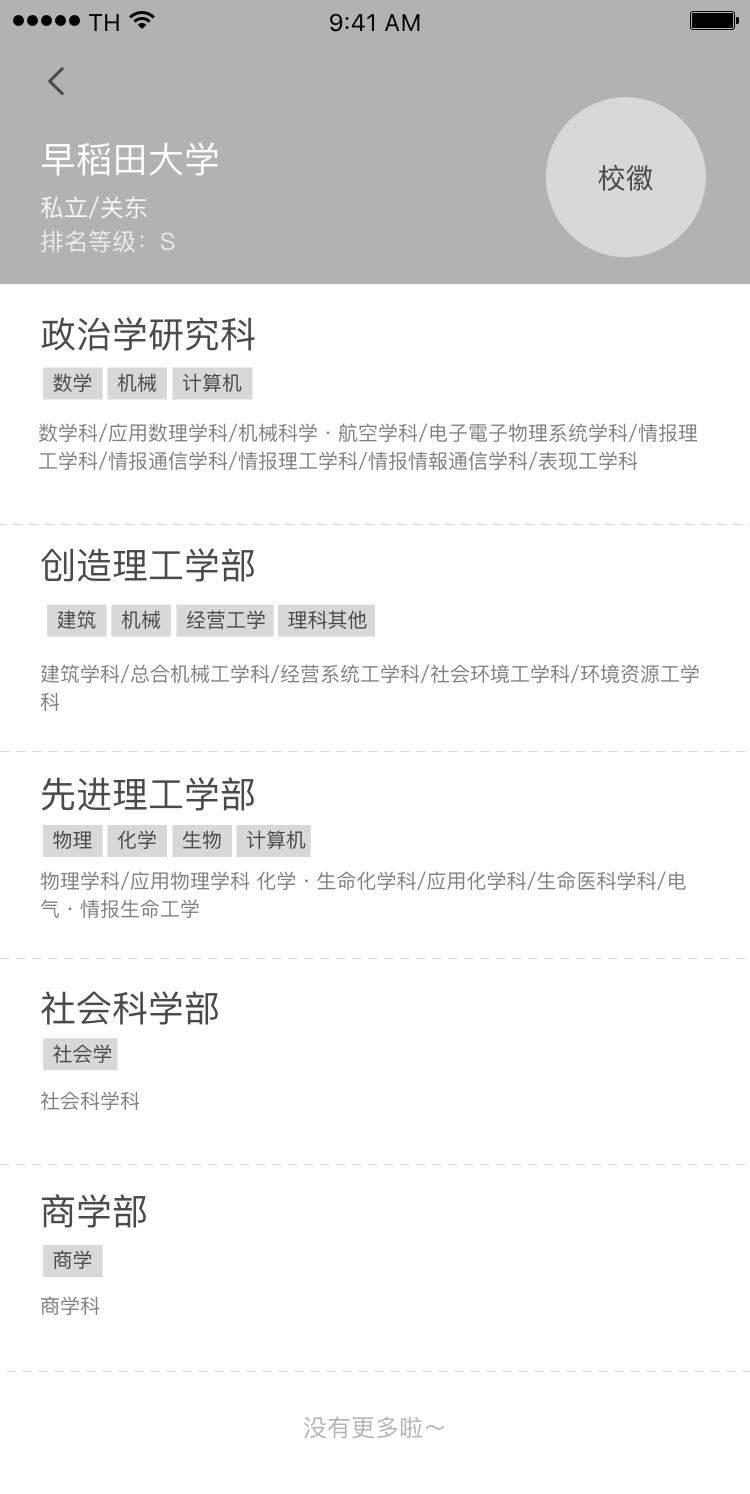 TH 9:41 AM
早稻田大学
校徽
私立/关东
排名等级：S
政治学研究科
数学 机械 计算机
数学科/应用数理学科/机械科学·航空学科/电子電子物理系统学科/情报理
工学科/情报通信学科/情报理工学科/情报情報通信学科/表现工学科
创造理工学部
建筑 机械 经营工学 理科其他
建筑学科/总合机械工学科/经营系统工学科/社会环境工学科/环境资源工学
科
先进理工学部
物理 化学 生物 计算机
物理学科/应用物理学科 化学·生命化学科/应用化学科/生命医科学科/电
气·情报生命工学
社会科学部
社会学
社会科学科
商学部
商学
商学科
没有更多啦～